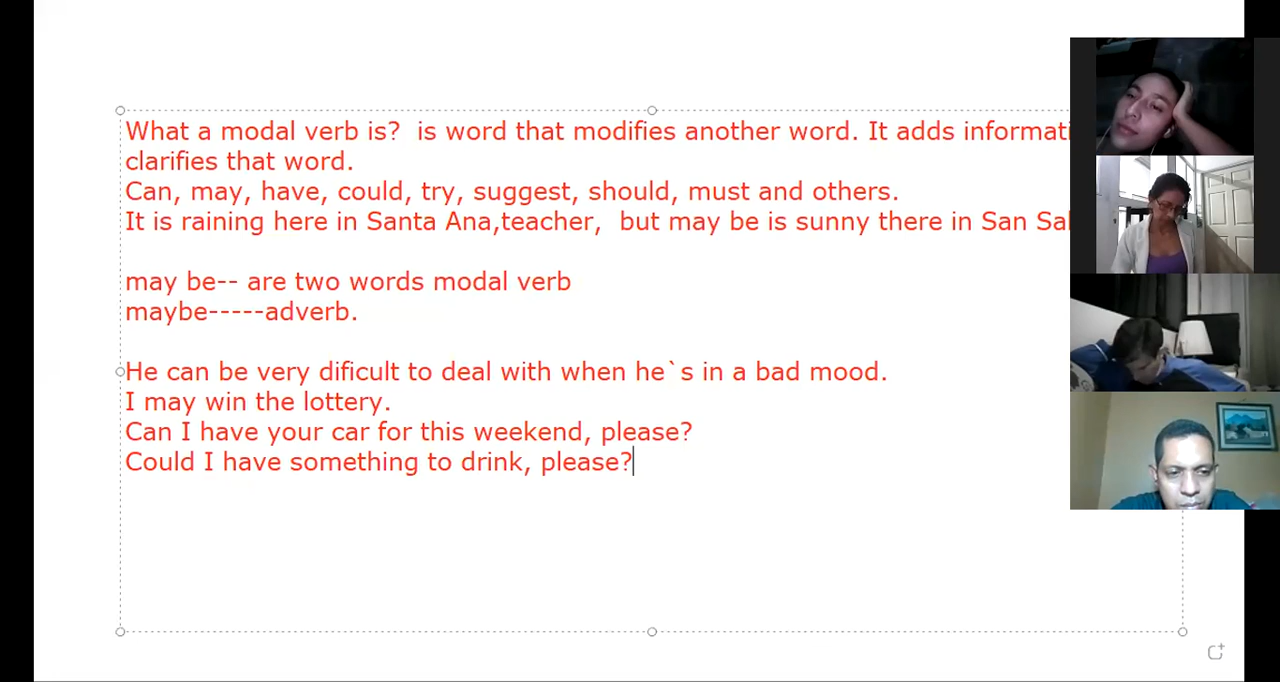 What a modal verb is?  is word that modifies another word. It adds informati
clarifies that word.
Can, may, have, could, try, suggest, should, must and others.
It is raining here in Santa Ana,teacher,  but may be is sunny there in San Sal
may be-- are two words modal verb
maybe-----adverb.
He can be very dificult to deal with when he`s in a bad mood.
I may win the lottery.
Can I have your car for this weekend, please?
Could I have something to drink, please?